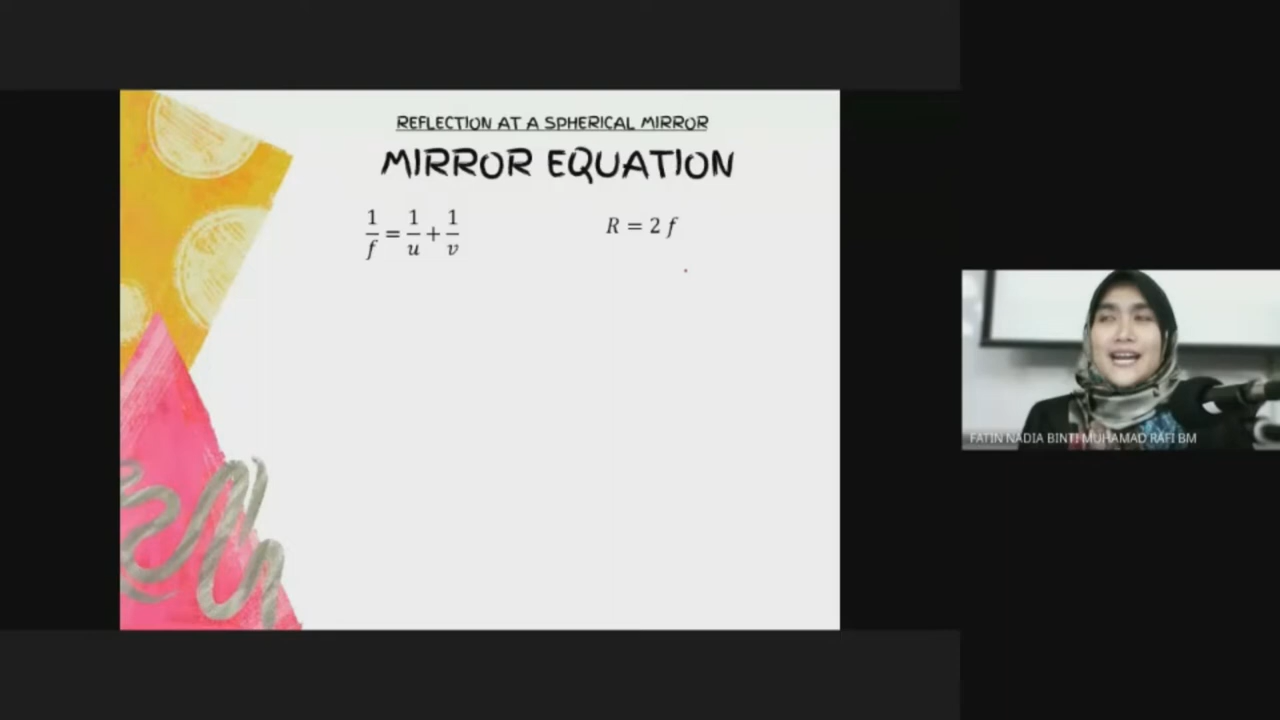 REFLECTION AT A SPHERICAL MIRROR
MIRROR EQUATION
1/f = 1/u + 1/v
R = 2 f
FATIN NADIA BINTI MUHAMAD RAFI BM